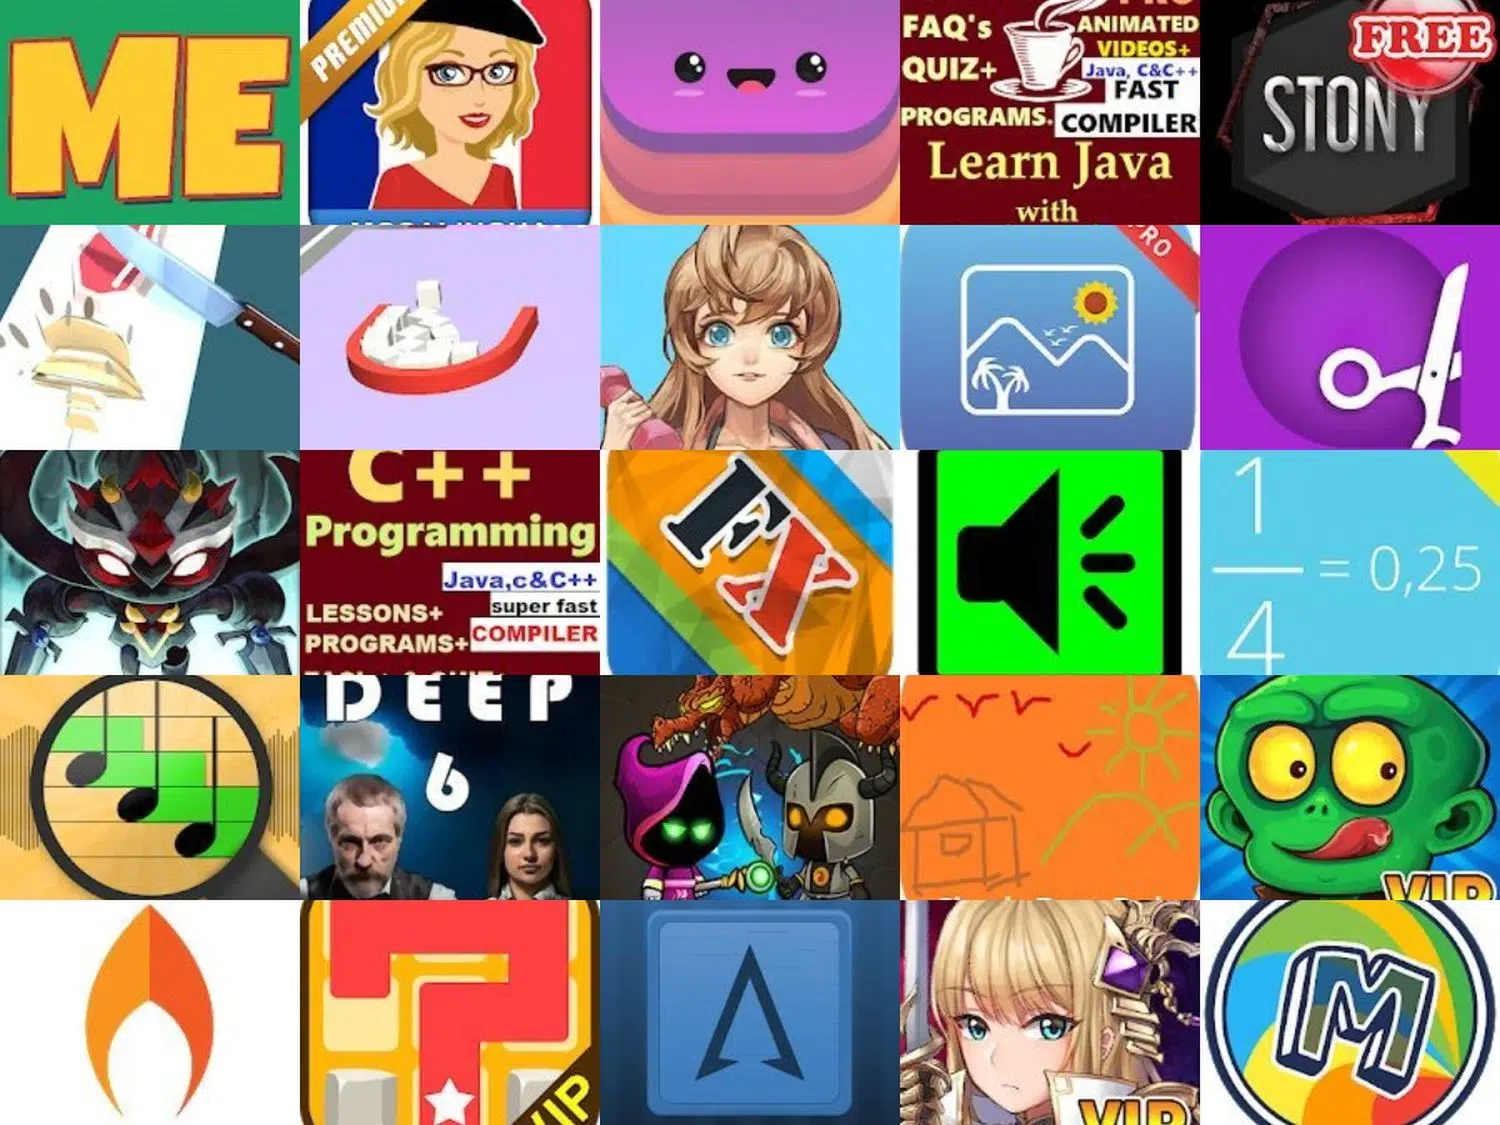 ME
PREMIUM
FAQ's
ANIMATED
VIDEOS+
QUIZ+
Java, C&C++
FAST
PROGRAMS.
COMPILER
Learn Java
with
FREE
STONY
PRO
C++
Programming
Java,c&C++
super fast
LESSONS+
PROGRAMS+
COMPILER
FX
1
= 0,25
4
DEEP
6
VIP
VIP
VIP
M